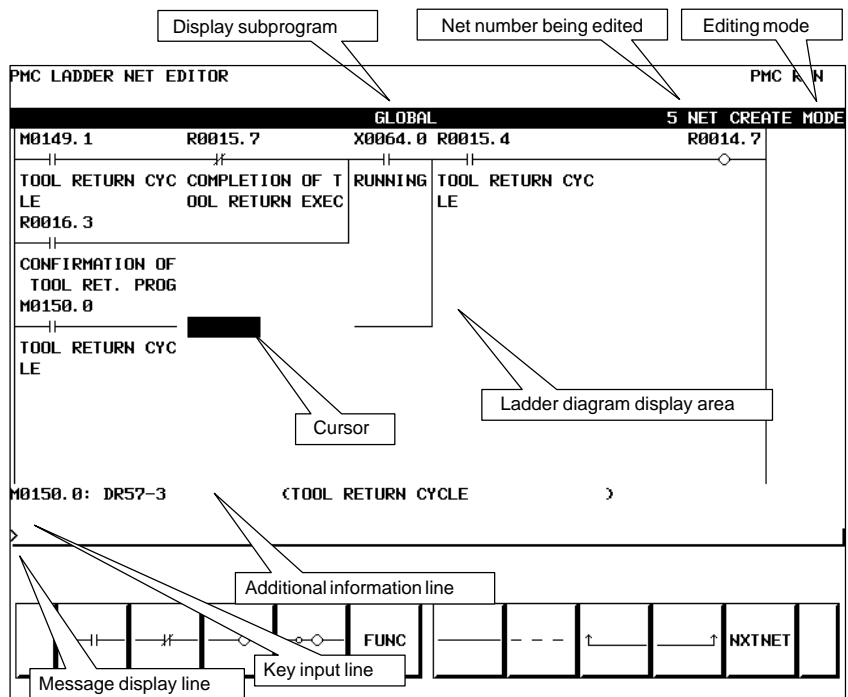 Display subprogram
Net number being edited
Editing mode
PMC LADDER NET EDITOR
PMC R N
GLOBAL
5 NET CREATE MODE
M0149.1 R0015.7 X0064.0 R0015.4 R0014.7
TOOL RETURN CYC COMPLETION OF T RUNNING TOOL RETURN CYC
LE OOL RETURN EXEC LE
R0016.3
CONFIRMATION OF
TOOL RET. PROG
M0150.0
TOOL RETURN CYC
LE
Ladder diagram display area
Cursor
M0150.0: DR57-3 (TOOL RETURN CYCLE )
>
Additional information line
FUNC
NXTNET
Key input line
Message display line